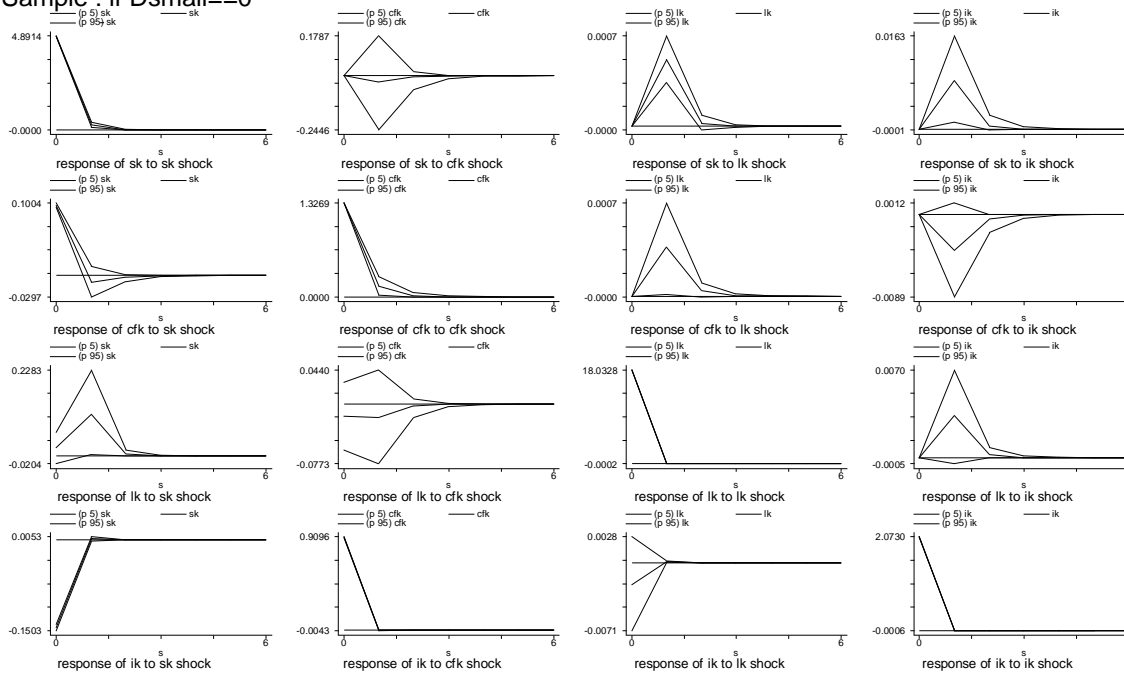 Sample : if Dsmall==0
(p 5) sk sk (p 5) cfk cfk (p 5) lk lk (p 5) ik ik
(p 95) sk (p 95) cfk (p 95) lk (p 95) ik
4.8914 0.1787 0.0007 0.0163
-0.0000 -0.2446 -0.0000 -0.0001
0 6 0 6 0 6 0
s s s s
response of sk to sk shock response of sk to cfk shock response of sk to lk shock response of sk to ik shock
(p 5) sk sk (p 5) cfk cfk (p 5) lk lk (p 5) ik ik
(p 95) sk (p 95) cfk (p 95) lk (p 95) ik
0.1004 1.3269 0.0007 0.0012
-0.0297 0.0000 -0.0000 -0.0089
0 6 0 6 0 6 0
s s s s
response of cfk to sk shock response of cfk to cfk shock response of cfk to lk shock response of cfk to ik shock
(p 5) sk sk (p 5) cfk cfk (p 5) lk lk (p 5) ik ik
(p 95) sk (p 95) cfk (p 95) lk (p 95) ik
0.2283 0.0440 18.0328 0.0070
-0.0204 -0.0773 -0.0002 -0.0005
0 6 0 6 0 6 0
s s s s
response of lk to sk shock response of lk to cfk shock response of lk to lk shock response of lk to ik shock
(p 5) sk sk (p 5) cfk cfk (p 5) lk lk (p 5) ik ik
(p 95) sk (p 95) cfk (p 95) lk (p 95) ik
0.0053 0.9096 0.0028 2.0730
-0.1503 -0.0043 -0.0071 -0.0006
0 6 0 6 0 6 0
s s s s
response of ik to sk shock response of ik to cfk shock response of ik to lk shock response of ik to ik shock